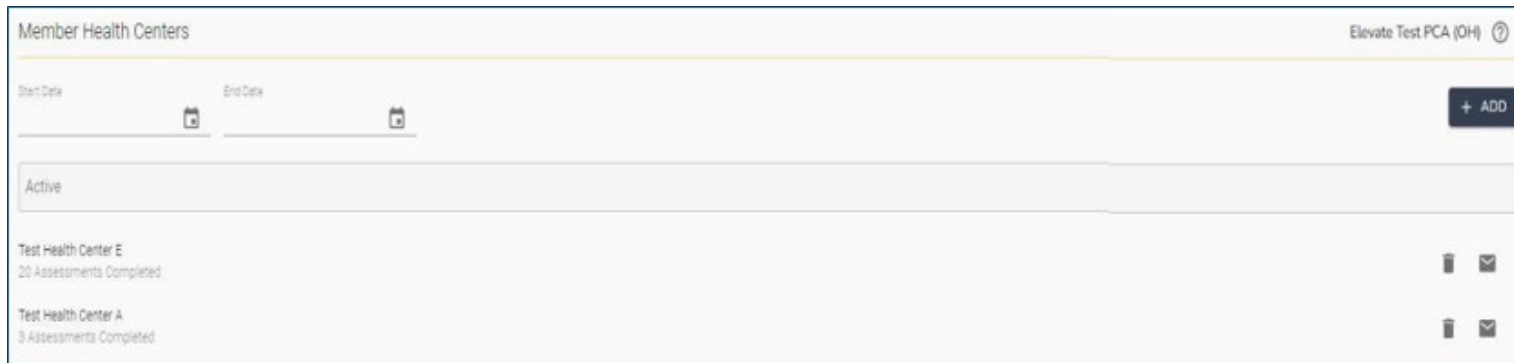 Member Health Centers
Elevate Test PCA (OH)
Start Date
End Date
+ ADD
Active
Test Health Center E
20 Assessments Completed
Test Health Center A
3 Assessments Completed